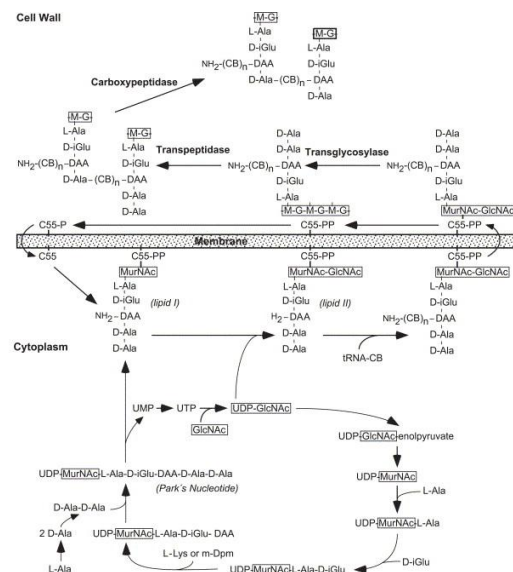 Cell Wall
-M-G-
L-Ala
D-iGlu
NH2-(CB)n-DAA
D-Ala-(CB)n-DAA
-M-G-
L-Ala
D-iGlu
D-Ala
D-Ala
Carboxypeptidase
-M-G-
L-Ala
D-iGlu
NH2-(CB)n-DAA
D-Ala-(CB)n-DAA
-M-G-
L-Ala
D-iGlu
D-Ala
D-Ala
Transpeptidase
D-Ala
D-Ala
NH2-(CB)n-DAA
D-iGlu
L-Ala
-M-G-M-G-M-G-
Transglycosylase
D-Ala
D-Ala
NH2-(CB)n-DAA
D-iGlu
L-Ala
MurNAc-GlcNAc
C55-P
C55-PP
C55-PP
Membrane
C55
C55-PP
C55-PP
C55-PP
MurNAc
L-Ala
D-iGlu
NH2-DAA
D-Ala
D-Ala
(lipid I)
MurNAc-GlcNAc
L-Ala
D-iGlu
H2-DAA
D-Ala
D-Ala
(lipid II)
MurNAc-GlcNAc
L-Ala
D-iGlu
NH2-(CB)n-DAA
D-Ala
D-Ala
tRNA-CB
Cytoplasm
UMP
UTP
UDP-GlcNAc
GlcNAc
UDP-GlcNAc-enolpyruvate
UDP-MurNAc
L-Ala
UDP-MurNAc-L-Ala
D-iGlu
UDP-MurNAc-L-Ala-D-iGlu
L-Lys or m-Dpm
UDP-MurNAc-L-Ala-D-iGlu- DAA
UDP-MurNAc-L-Ala-D-iGlu-DAA-D-Ala-D-Ala
(Park's Nucleotide)
D-Ala-D-Ala
2 D-Ala
L-Ala